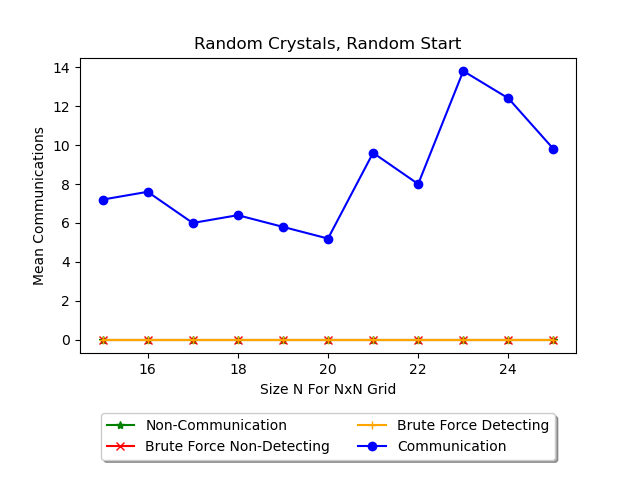 Random Crystals, Random Start
14
12
10
8
6
4
2
0
Mean Communications
16 18 20 22 24
Size N For NxN Grid
Non-Communication Brute Force Detecting
Brute Force Non-Detecting Communication